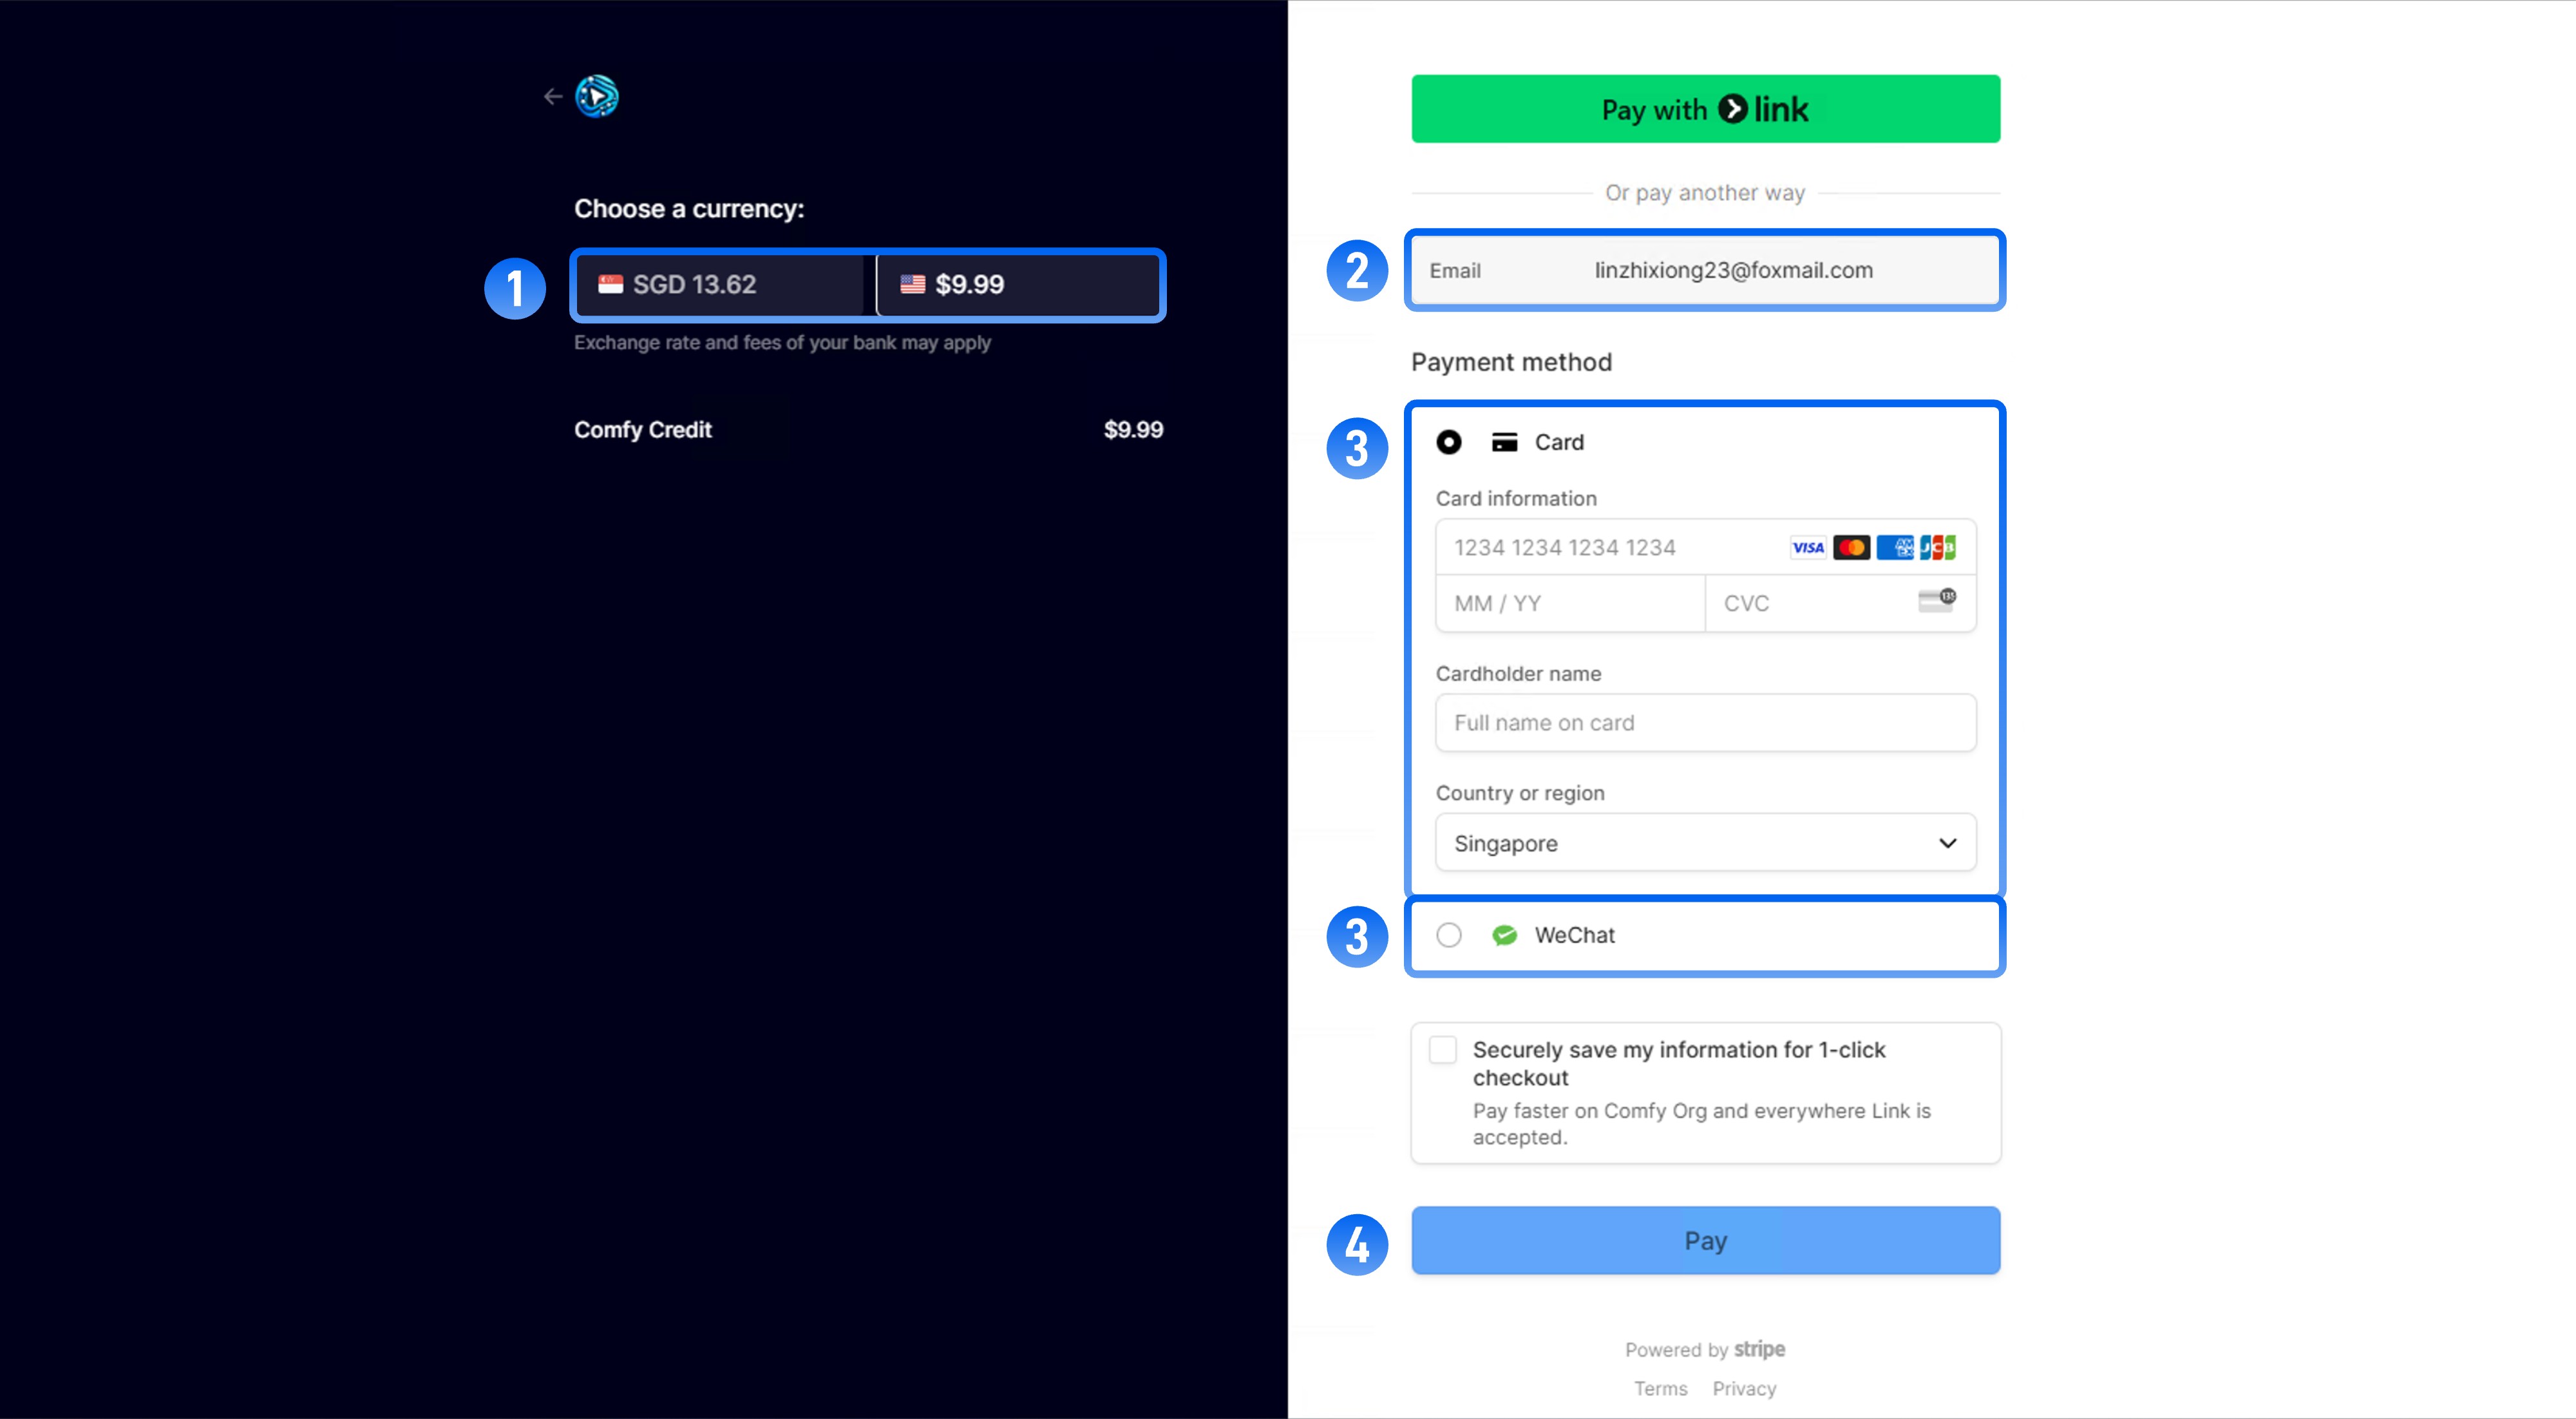 Choose a currency:
1
SGD 13.62
$9.99
Exchange rate and fees of your bank may apply
Comfy Credit $9.99
Pay with link
Or pay another way
2
Email linzhixiong23@foxmail.com
Payment method
3
Card
Card information
1234 1234 1234 1234 VISA AMEX JCB
MM / YY CVC 135
Cardholder name
Full name on card
Country or region
Singapore
3
WeChat
Securely save my information for 1-click
checkout
Pay faster on Comfy Org and everywhere Link is
accepted.
4
Pay
Powered by stripe
Terms Privacy